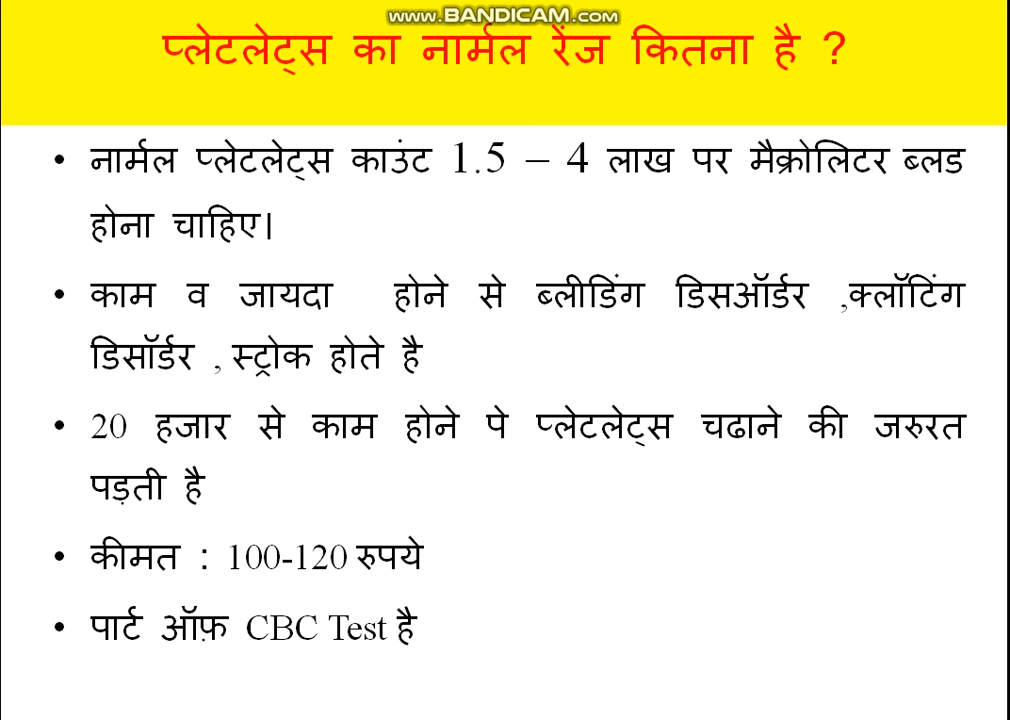 www.BANDICAM.com
प्लेटलेट्स का नार्मल रेंज कितना है ?
• नार्मल प्लेटलेट्स काउंट 1.5 – 4 लाख पर मैक्रोलिटर ब्लड
होना चाहिए।
• काम व जायदा होने से ब्लीडिंग डिसऑर्डर ,क्लॉटिंग
डिसॉर्डर , स्ट्रोक होते है
• 20 हजार से काम होने पे प्लेटलेट्स चढाने की जरुरत
पड़ती है
• कीमत : 100-120 रुपये
• पार्ट ऑफ़ CBC Test है